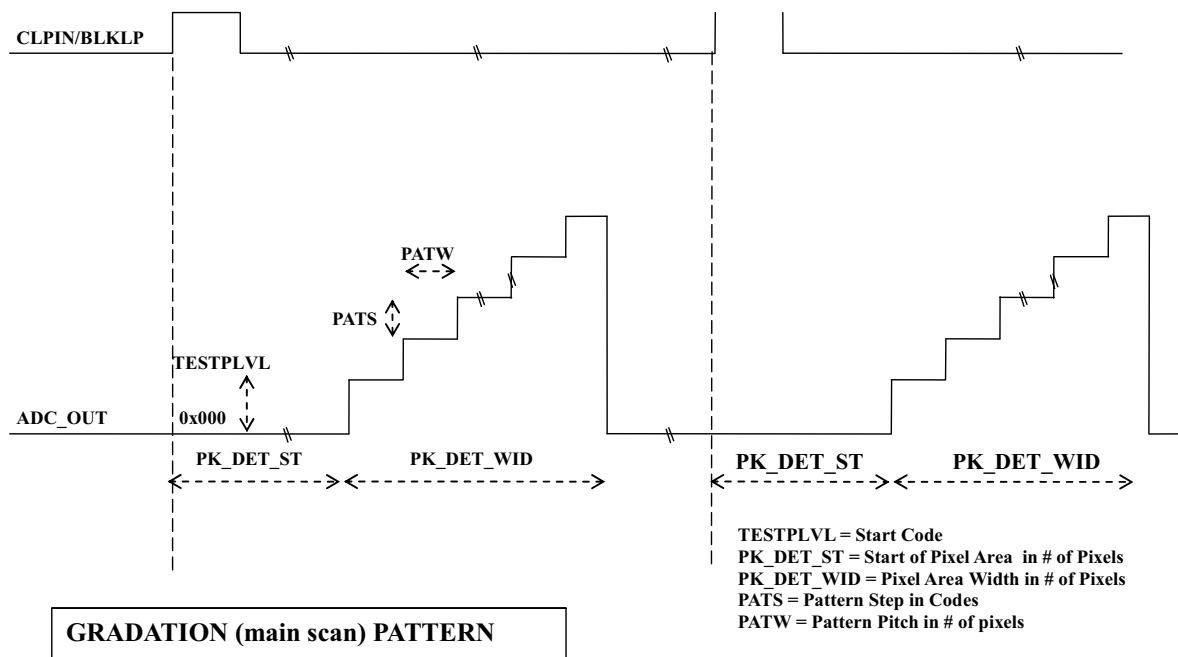 CLPIN/BLKLP
PATW
PATS
TESTPLVL
ADC_OUT 0x000
PK_DET_ST PK_DET_WID PK_DET_ST PK_DET_WID
TESTPLVL = Start Code
PK_DET_ST = Start of Pixel Area in # of Pixels
PK_DET_WID = Pixel Area Width in # of Pixels
PATS = Pattern Step in Codes
PATW = Pattern Pitch in # of pixels
GRADATION (main scan) PATTERN